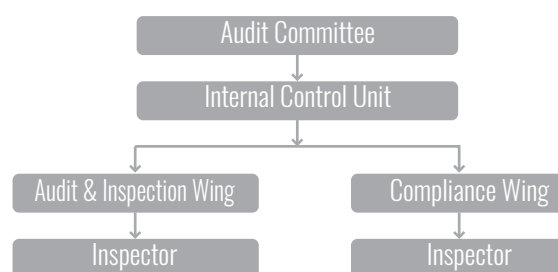 Audit Committee
Internal Control Unit
Audit & Inspection Wing
Compliance Wing
Inspector
Inspector